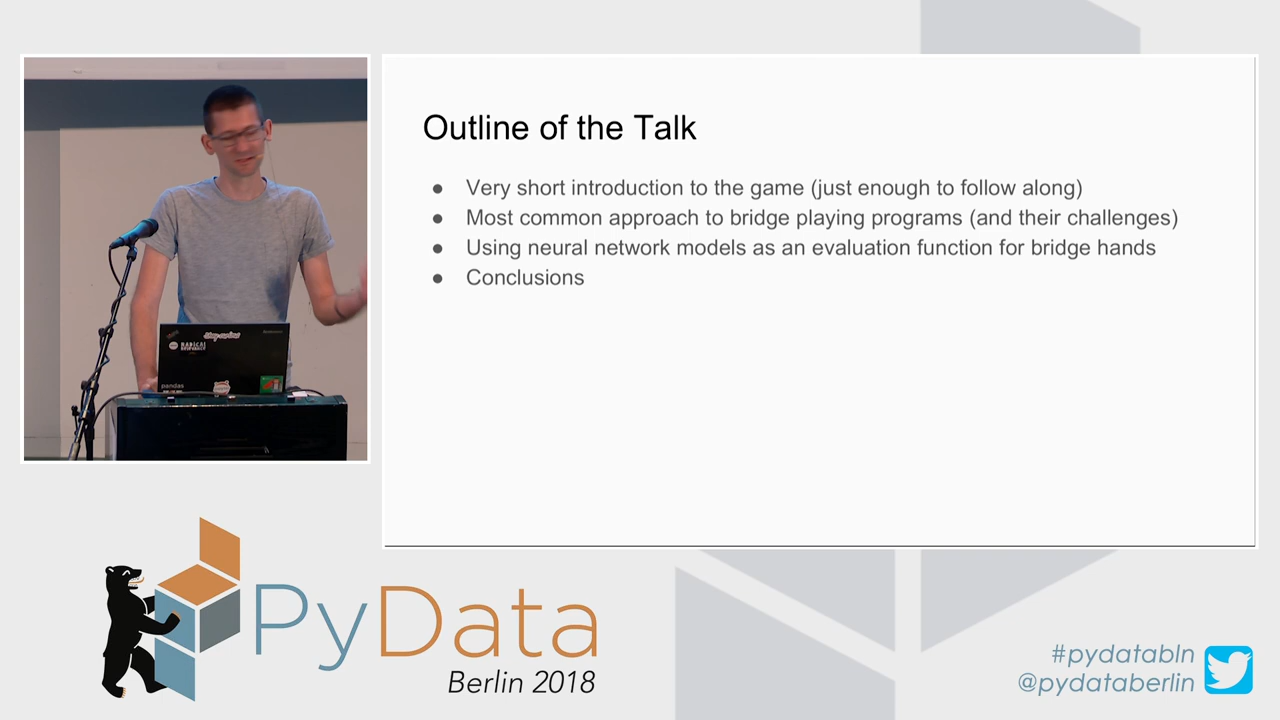 Outline of the Talk
● Very short introduction to the game (just enough to follow along)
● Most common approach to bridge playing programs (and their challenges)
● Using neural network models as an evaluation function for bridge hands
● Conclusions
RADICAL
pandas
PyData
Berlin 2018
#pydatabln
@pydataberlin